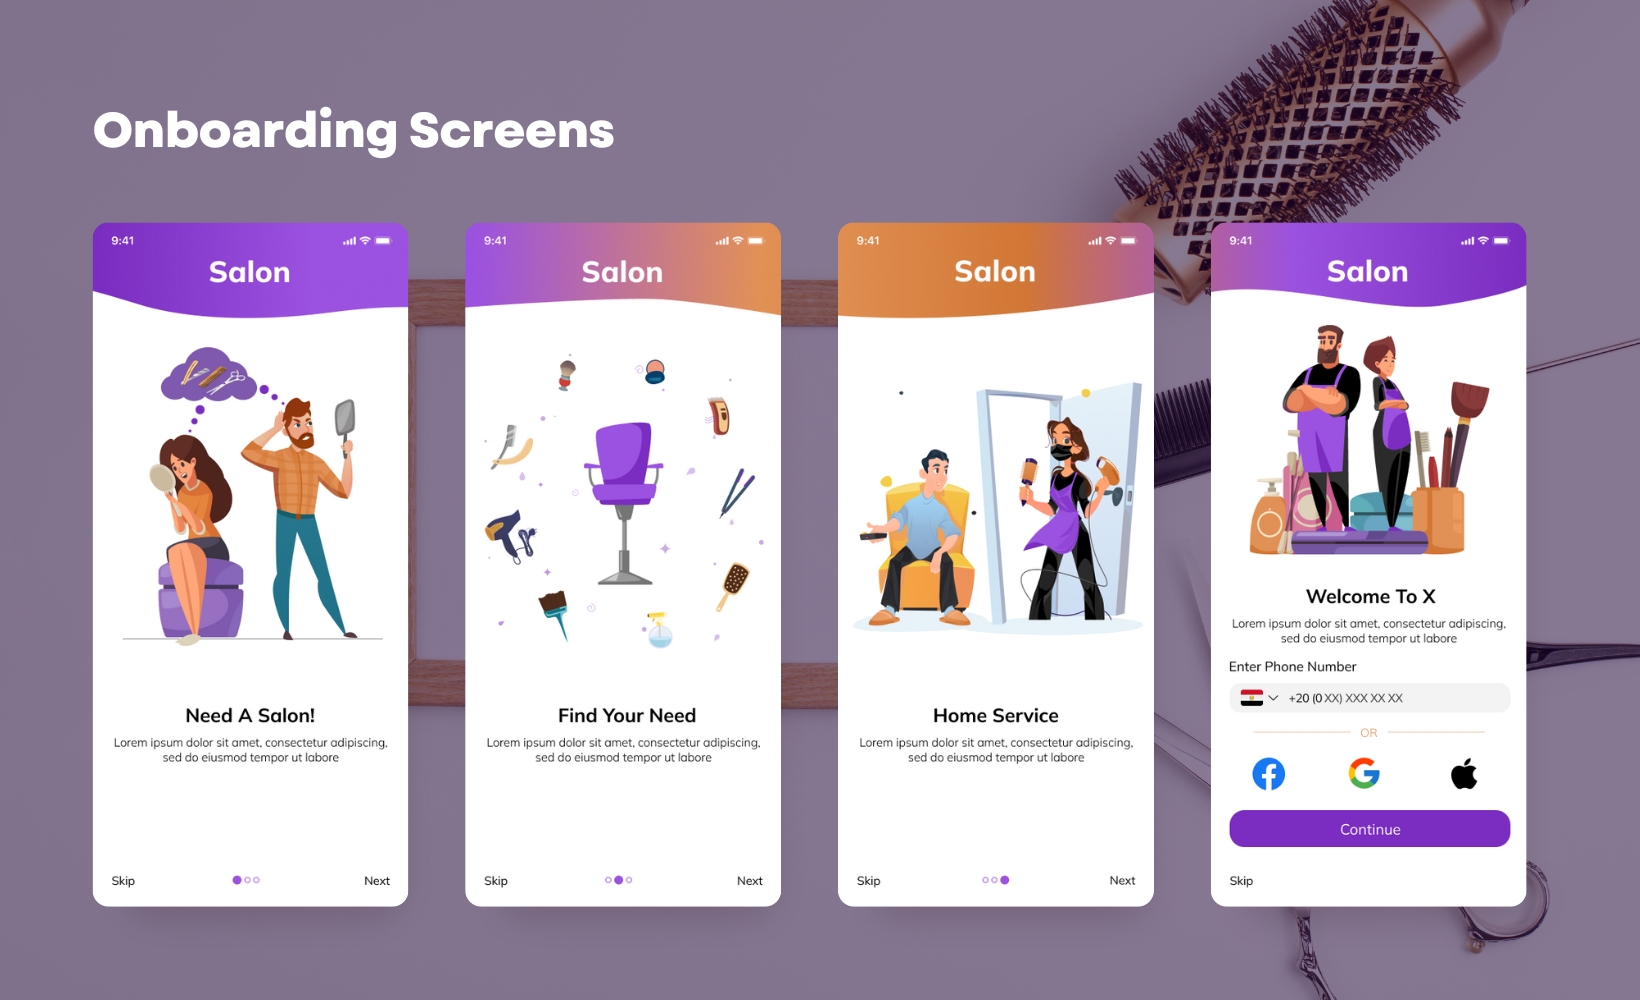 Onboarding Screens
9:41
Salon
Need A Salon!
Lorem ipsum dolor sit amet, consectetur adipiscing,
sed do eiusmod tempor ut labore
Skip
Next
9:41
Salon
Find Your Need
Lorem ipsum dolor sit amet, consectetur adipiscing,
sed do eiusmod tempor ut labore
Skip
Next
9:41
Salon
Home Service
Lorem ipsum dolor sit amet, consectetur adipiscing,
sed do eiusmod tempor ut labore
Skip
Next
9:41
Salon
Welcome To X
Lorem ipsum dolor sit amet, consectetur adipiscing,
sed do eiusmod tempor ut labore
Enter Phone Number
+20 (0 XX) XXX XX XX
OR
Continue
Skip